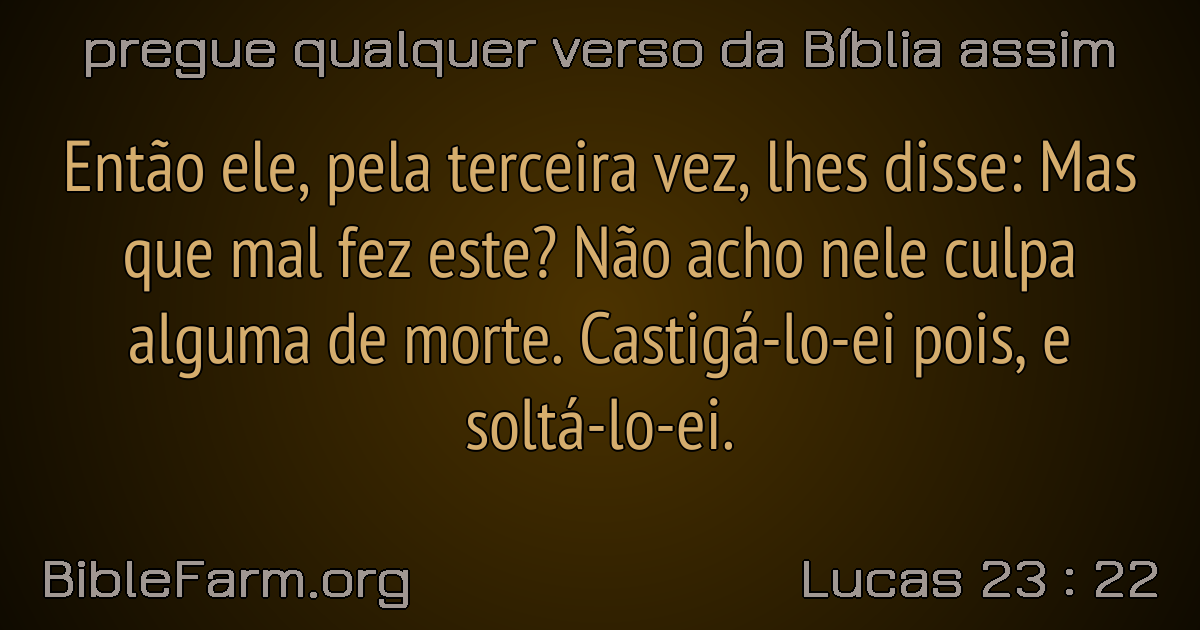 pregue qualquer verso da Bíblia assim
Então ele, pela terceira vez, lhes disse: Mas
que mal fez este? Não acho nele culpa
alguma de morte. Castigá-lo-ei pois, e
soltá-lo-ei.
BibleFarm.org
Lucas 23 : 22